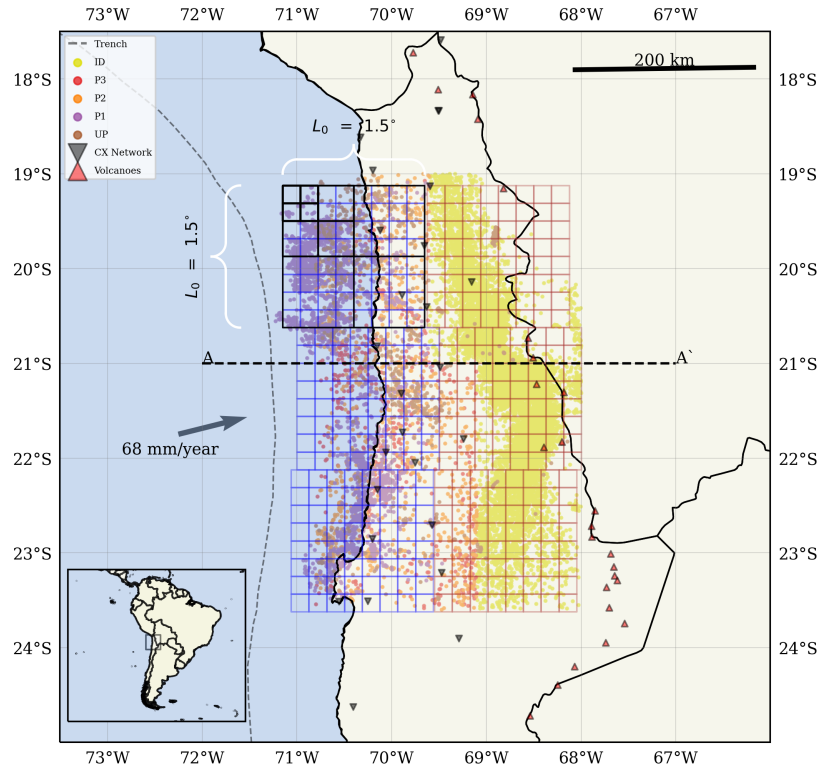 73°W 72°W 71°W 70°W 69°W 68°W 67°W
Trench
ID
P3
P2
P1
UP
CX Network
Volcanoes
200 km
18°S 18°S
L₀ = 1.5°
19°S 19°S
L₀ = 1.5°
20°S 20°S
21°S 21°S
A A`
68 mm/year
22°S 22°S
23°S 23°S
24°S 24°S
73°W 72°W 71°W 70°W 69°W 68°W 67°W